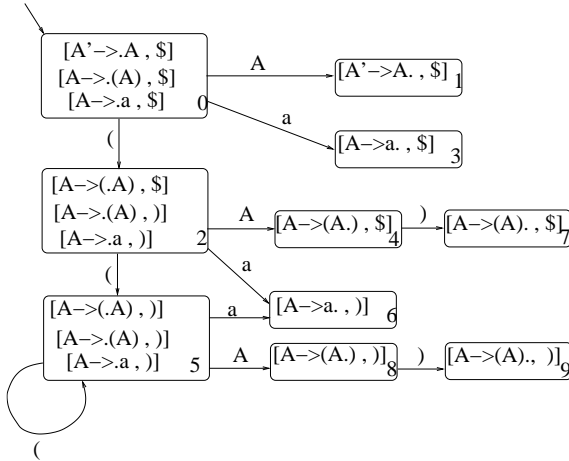 [A'->.A , $]
[A->.(A) , $]
[A->.a , $]
0
A
[A'->A. , $]
1
a
[A->a. , $]
3
(
[A->(.A) , $]
[A->.(A) , )]
[A->.a , )]
2
A
[A->(A.) , $]
4
)
[A->(A). , $]
7
a
(
[A->(.A) , )]
[A->.(A) , )]
[A->.a , )]
5
a
[A->a. , )]
6
A
[A->(A.) , )]
8
)
[A->(A)., )]
9
(